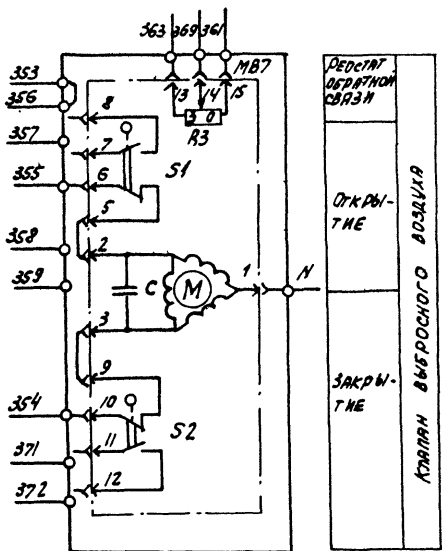 363 369 361
МВ7
353
356
357
355
358
359
354
371
372
13 14 15
З 0
R3
8
7
6
5
S1
2
3
C
M
1
N
9
10
11
12
S2
РЕОСТАТ
ОБРАТНОЙ
СВЯЗИ
ОТКРЫ-
ТИЕ
ЗАКРЫ-
ТИЕ
КЛАПАН ВЫБРОСНОГО ВОЗДУХА